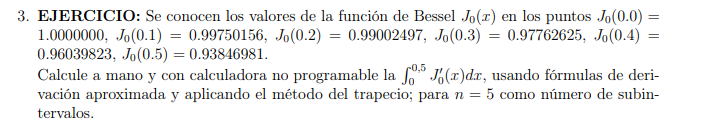 3. EJERCICIO: Se conocen los valores de la función de Bessel J₀(x) en los puntos J₀(0.0) =
1.0000000, J₀(0.1) = 0.99750156, J₀(0.2) = 0.99002497, J₀(0.3) = 0.97762625, J₀(0.4) =
0.96039823, J₀(0.5) = 0.93846981.
Calcule a mano y con calculadora no programable la ∫₀^{0,5} J₀′(x)dx, usando fórmulas de deri-
vación aproximada y aplicando el método del trapecio; para n = 5 como número de subin-
tervalos.